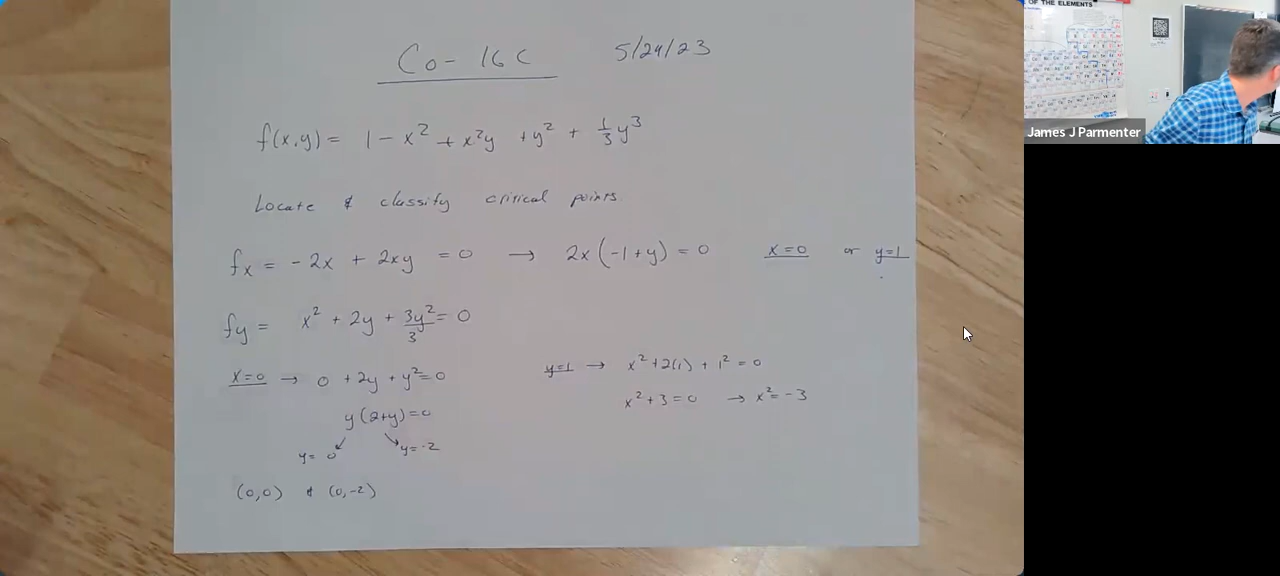 Co-16C 5/24/23
f(x,y) = 1 - x² + x²y + y² + 1/3 y³
Locate & classify critical points
fx = -2x + 2xy = 0 → 2x(-1+y) = 0 x=0 or y=1
fy = x² + 2y + 3y²/3 = 0
x=0 → 0 + 2y + y² = 0
y(2+y)=0
y=0 y=-2
(0,0) & (0,-2)
y=1 → x² + 2(1) + 1² = 0
x² + 3 = 0 → x² = -3
OF THE ELEMENTS
James J Parmenter